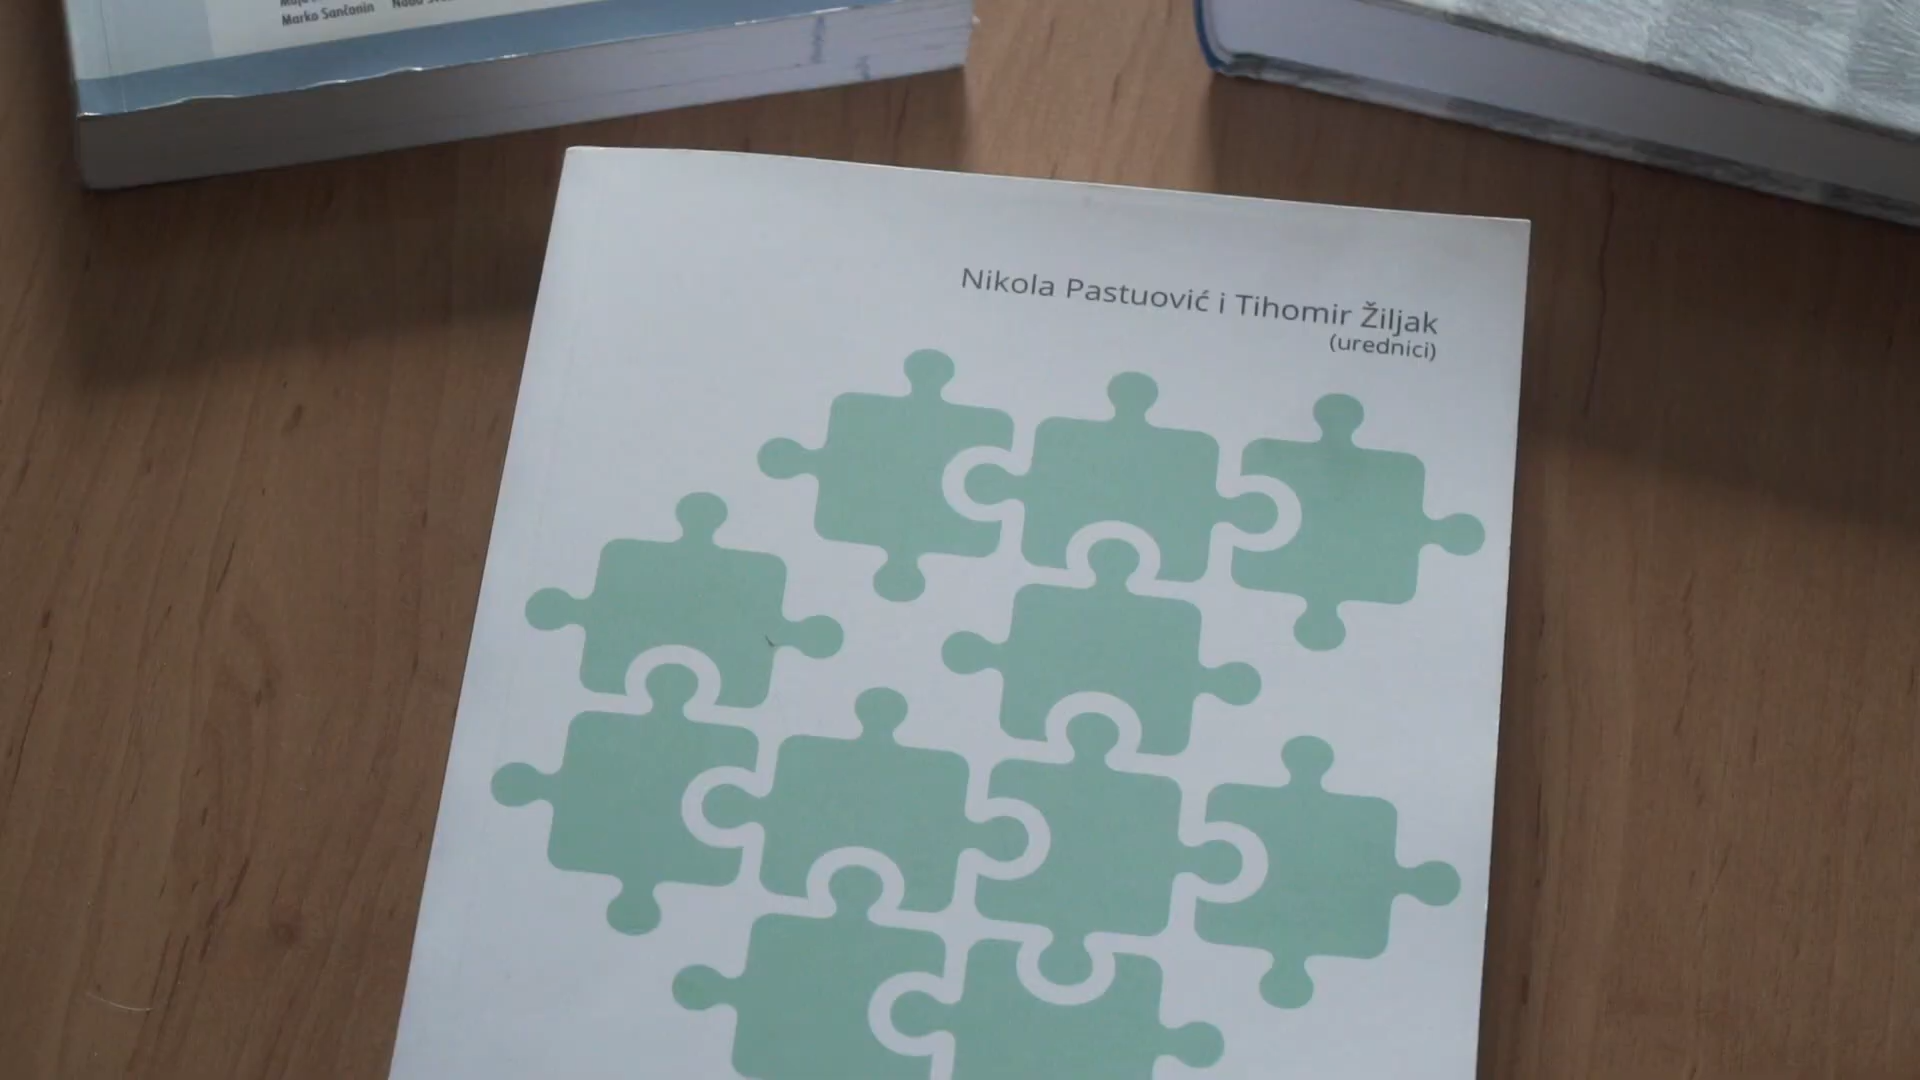 Marko Sančanin
Nikola Pastuović i Tihomir Žiljak
(urednici)